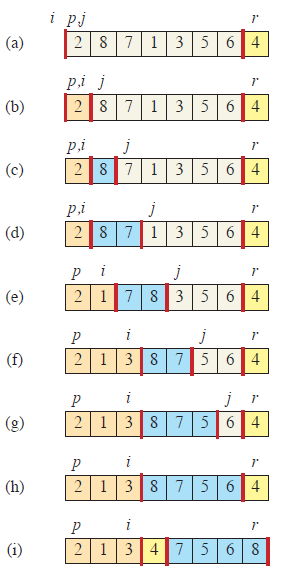 i p,j r
(a) 2 8 7 1 3 5 6 4
p,i j r
(b) 2 8 7 1 3 5 6 4
p,i j r
(c) 2 8 7 1 3 5 6 4
p,i j r
(d) 2 8 7 1 3 5 6 4
p i j r
(e) 2 1 7 8 3 5 6 4
p i j r
(f) 2 1 3 8 7 5 6 4
p i j r
(g) 2 1 3 8 7 5 6 4
p i r
(h) 2 1 3 8 7 5 6 4
p i r
(i) 2 1 3 4 7 5 6 8